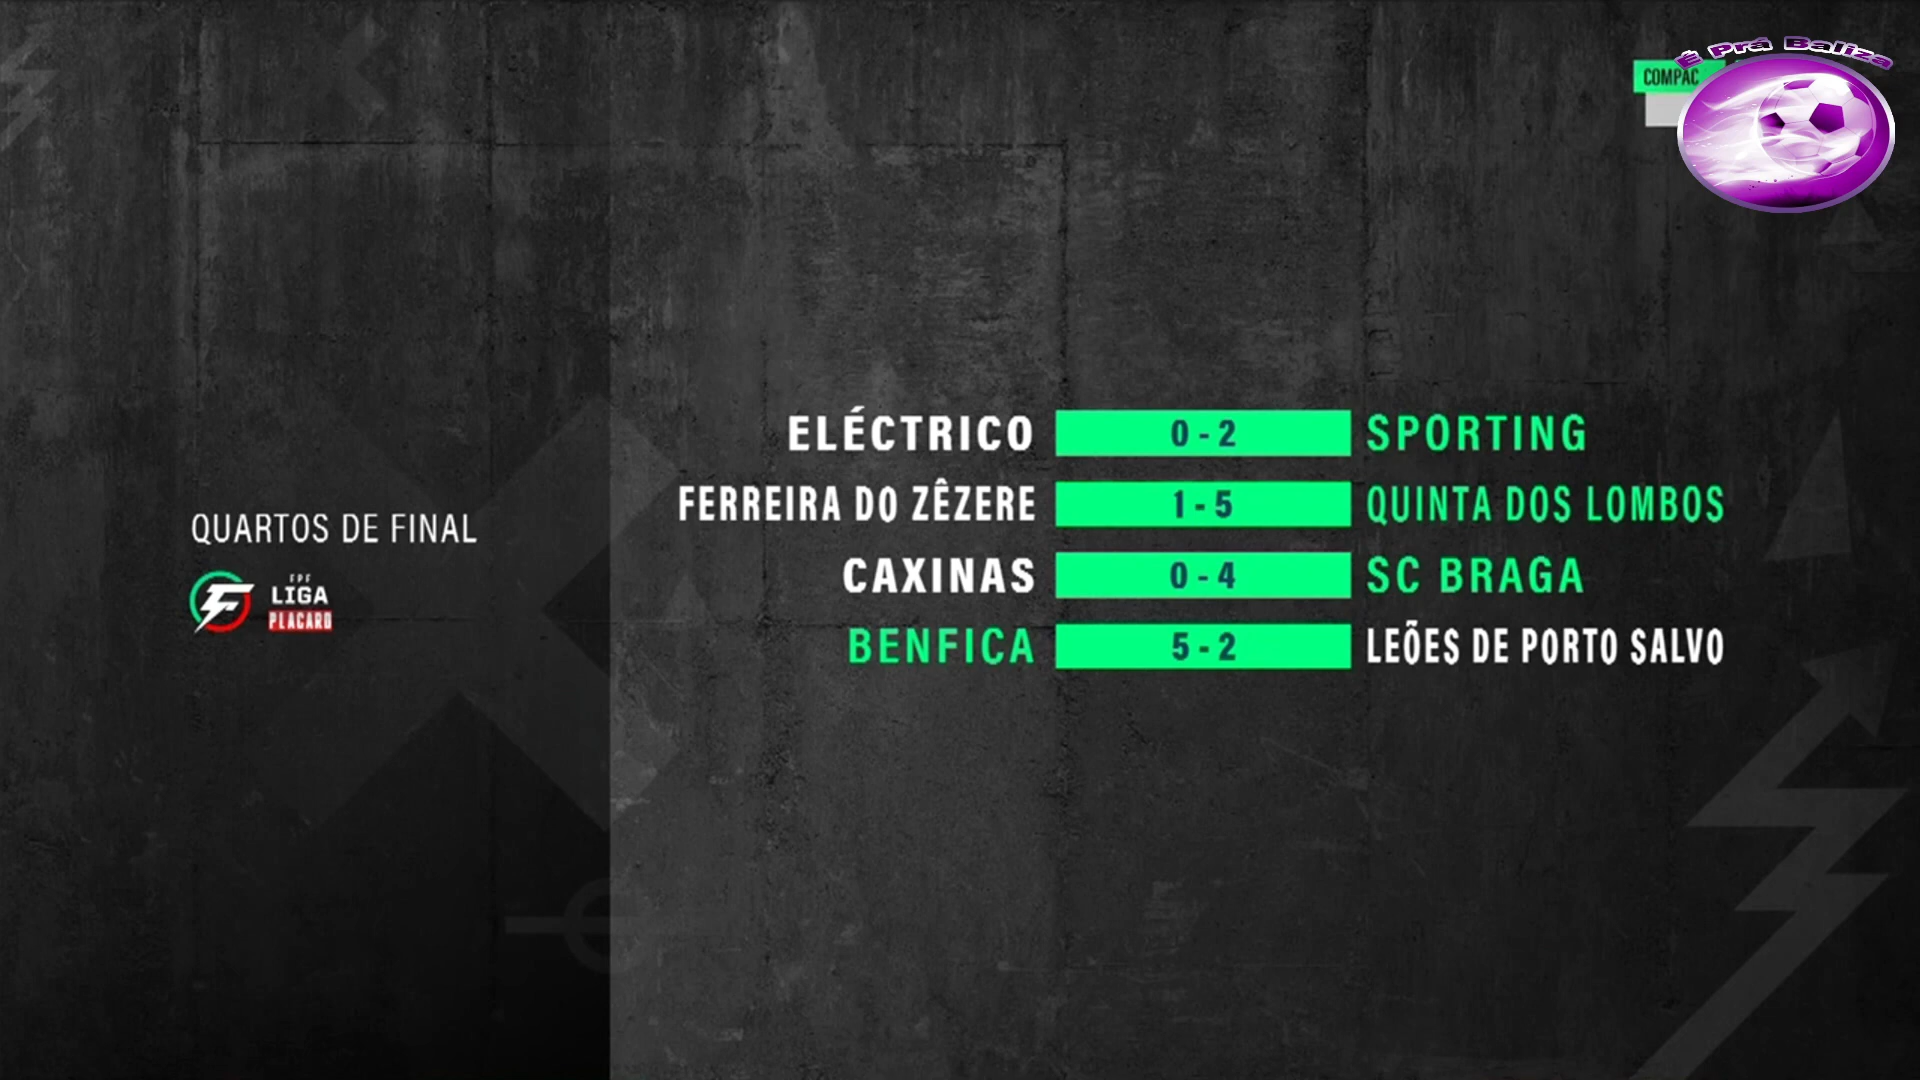 É Prá Baliza
COMPAC
ELÉCTRICO 0 - 2 SPORTING
FERREIRA DO ZÊZERE 1 - 5 QUINTA DOS LOMBOS
QUARTOS DE FINAL
CAXINAS 0 - 4 SC BRAGA
FPF
LIGA
PLACARD
BENFICA 5 - 2 LEÕES DE PORTO SALVO